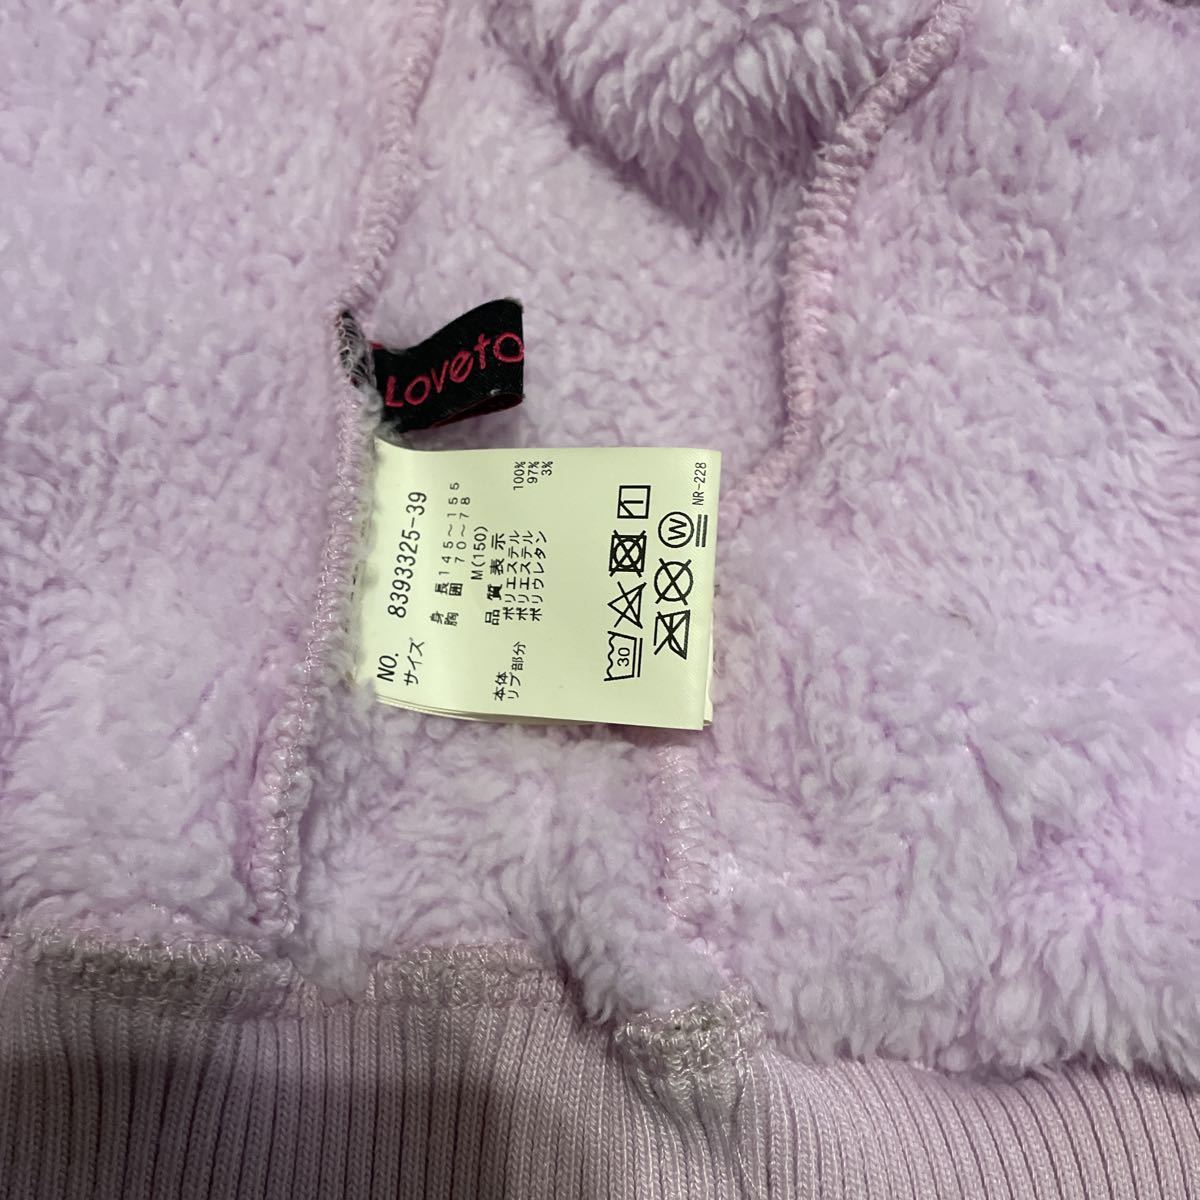 Loveto
NO. 8393325-39
サイズ
身 長 145～155
胸 囲 70～78
M(150)
品 質 表 示
本体 ポリエステル 100%
リブ部分 ポリエステル 97%
ポリウレタン 3%
30
W
NR-228